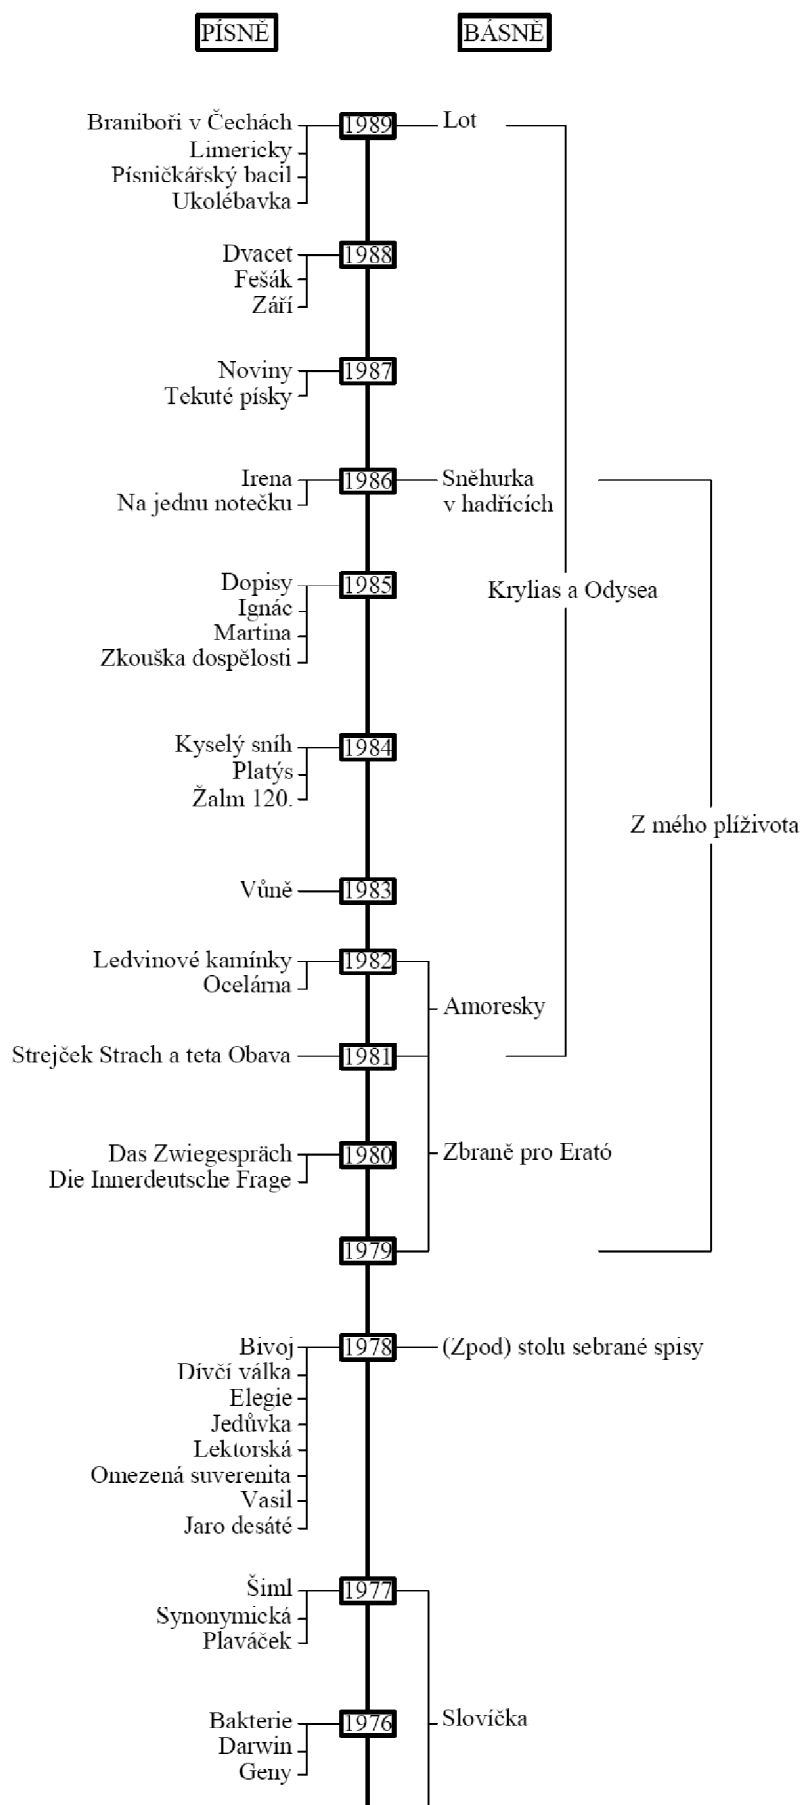 PÍSNĚ
BÁSNĚ
Braniboři v Čechách
1989
Lot
Limericky
Písničkářský bacil
Ukolébavka
Dvacet
1988
Fešák
Září
Noviny
1987
Tekuté písky
Irena
1986
Sněhurka
Na jednu notečku
v hadřících
Dopisy
1985
Krylias a Odysea
Ignác
Martina
Zkouška dospělosti
Kyselý sníh
1984
Platýs
Žalm 120.
Z mého plíživota
Vůně
1983
Ledvinové kamínky
1982
Ocelárna
Amoresky
Strejček Strach a teta Obava
1981
Das Zwiegespräch
1980
Zbraně pro Erató
Die Innerdeutsche Frage
1979
Bivoj
1978
(Zpod) stolu sebrané spisy
Dívčí válka
Elegie
Jedůvka
Lektorská
Omezená suverenita
Vasil
Jaro desáté
Šiml
1977
Synonymická
Plaváček
Bakterie
1976
Slovíčka
Darwin
Geny